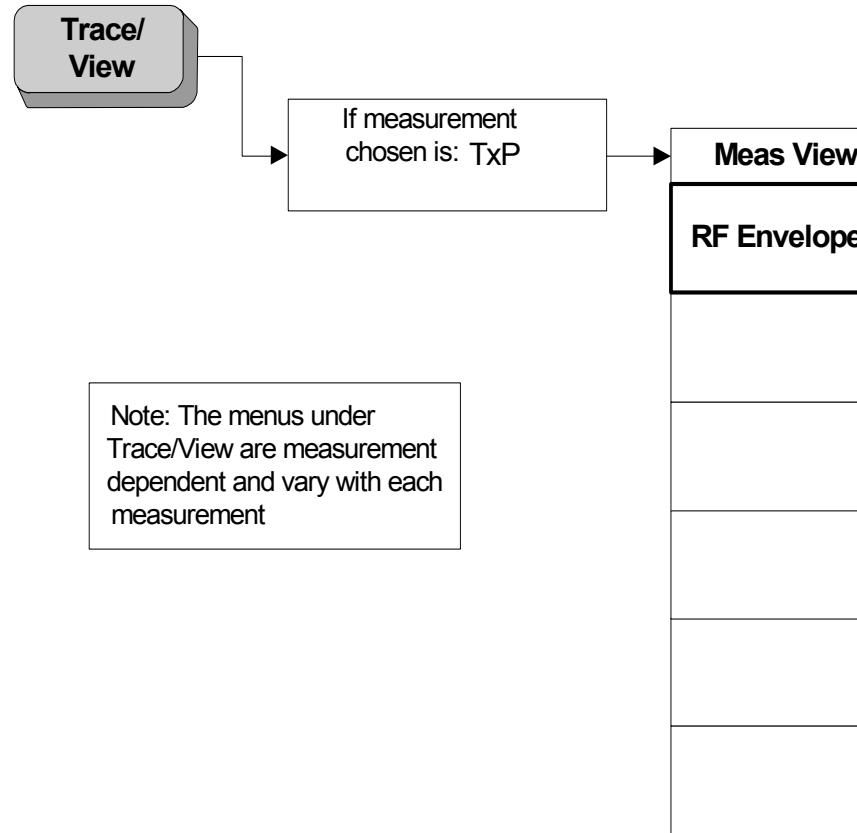 Trace/
View
If measurement
chosen is: TxP
Meas View
RF Envelope
Note: The menus under
Trace/View are measurement
dependent and vary with each
measurement